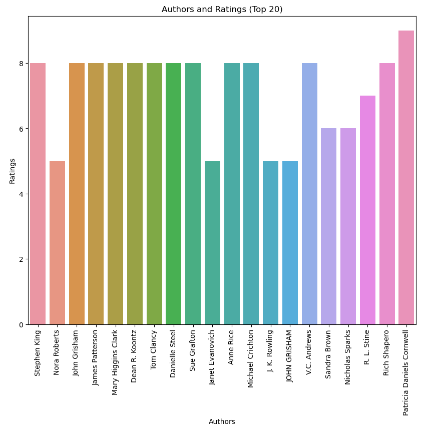 Authors and Ratings (Top 20)
Ratings
8
6
4
2
0
Stephen King
Nora Roberts
John Grisham
James Patterson
Mary Higgins Clark
Dean R. Koontz
Tom Clancy
Danielle Steel
Sue Grafton
Janet Evanovich
Anne Rice
Michael Crichton
J. K. Rowling
JOHN GRISHAM
V.C. Andrews
Sandra Brown
Nicholas Sparks
R. L. Stine
Rich Shapero
Patricia Daniels Cornwell
Authors